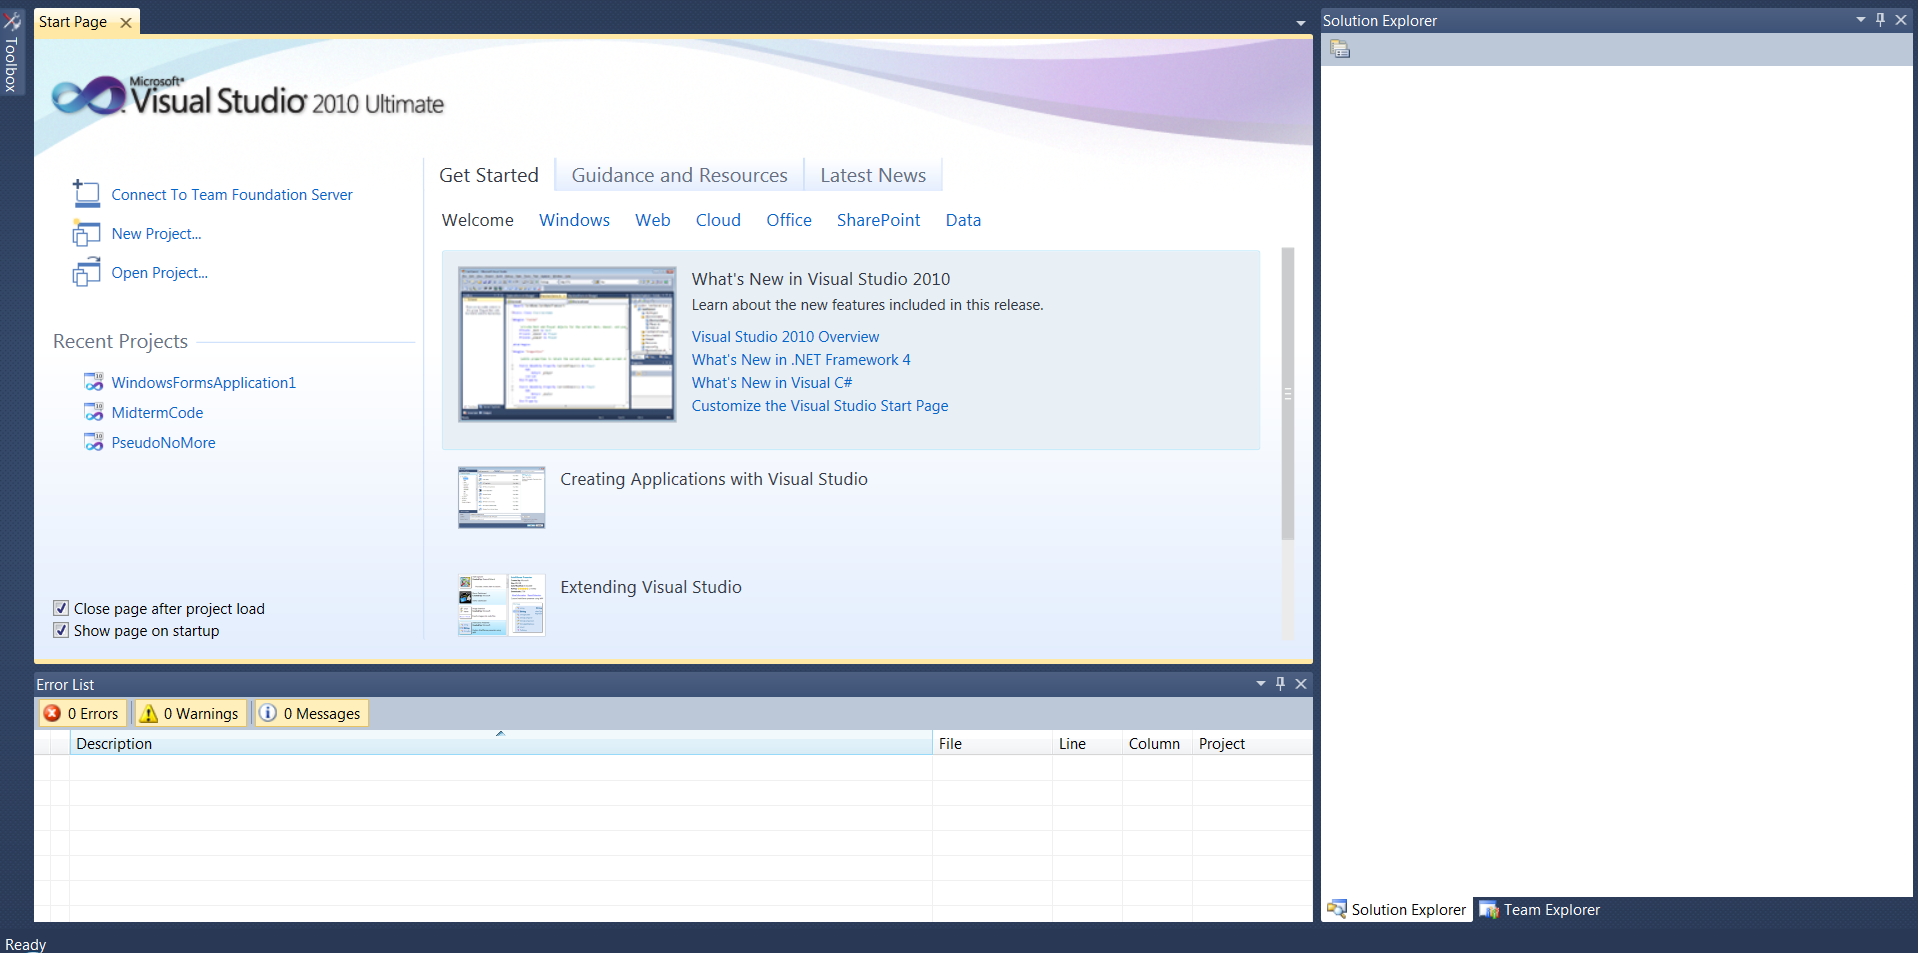 Toolbox
Start Page
Microsoft®
Visual Studio® 2010 Ultimate
Connect To Team Foundation Server
New Project...
Open Project...
Recent Projects
WindowsFormsApplication1
MidtermCode
PseudoNoMore
Close page after project load
Show page on startup
Get Started Guidance and Resources Latest News
Welcome Windows Web Cloud Office SharePoint Data
What's New in Visual Studio 2010
Learn about the new features included in this release.
Visual Studio 2010 Overview
What's New in .NET Framework 4
What's New in Visual C#
Customize the Visual Studio Start Page
Creating Applications with Visual Studio
Extending Visual Studio
Error List
0 Errors 0 Warnings 0 Messages
Description File Line Column Project
Solution Explorer
Solution Explorer Team Explorer
Ready